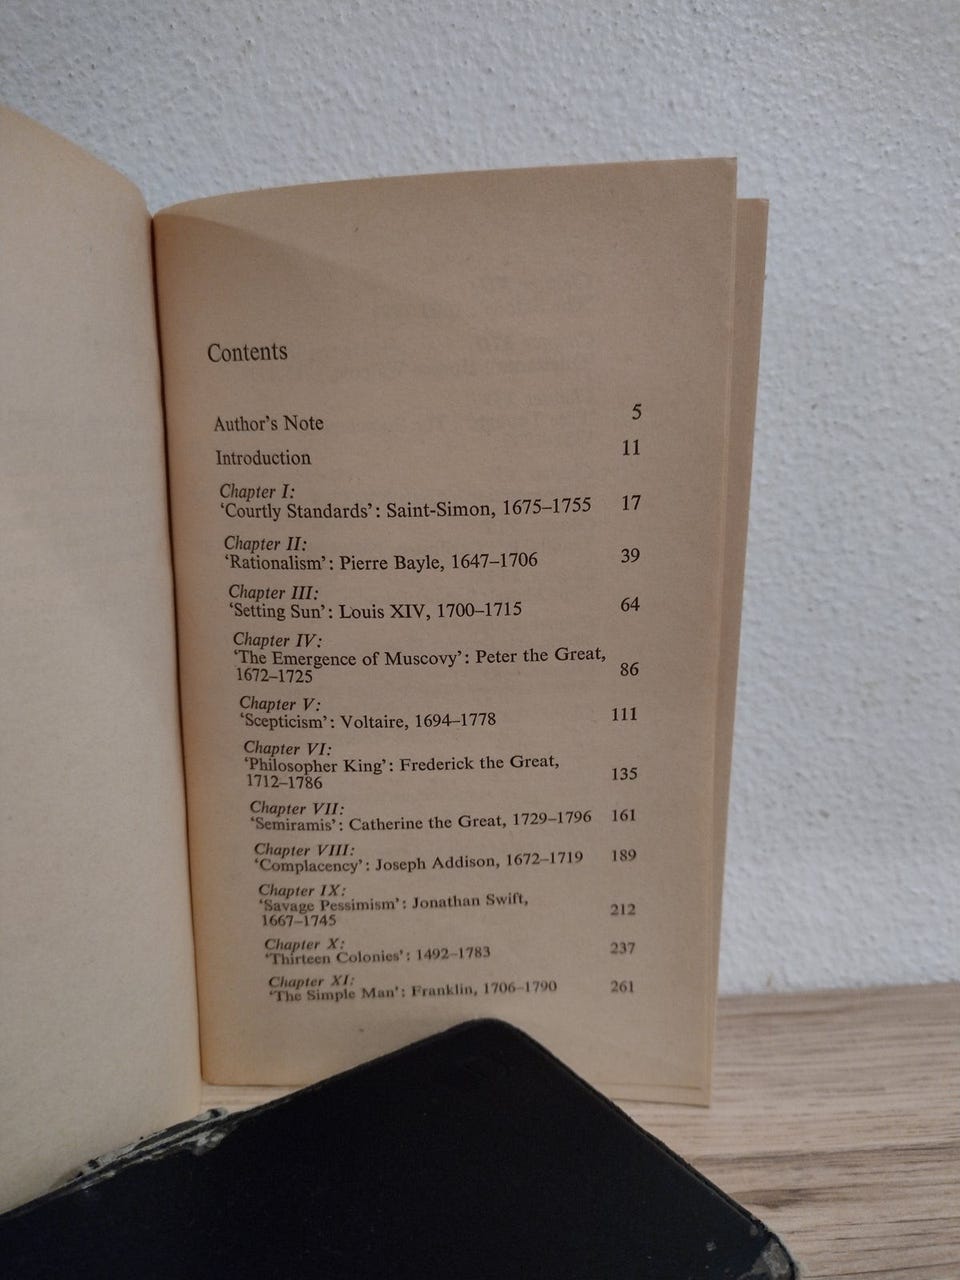 Contents
Author's Note 5
Introduction 11
Chapter I:
'Courtly Standards': Saint-Simon, 1675–1755 17
Chapter II:
'Rationalism': Pierre Bayle, 1647–1706 39
Chapter III:
'Setting Sun': Louis XIV, 1700–1715 64
Chapter IV:
'The Emergence of Muscovy': Peter the Great,
1672–1725 86
Chapter V:
'Scepticism': Voltaire, 1694–1778 111
Chapter VI:
'Philosopher King': Frederick the Great,
1712–1786 135
Chapter VII:
'Semiramis': Catherine the Great, 1729–1796 161
Chapter VIII:
'Complacency': Joseph Addison, 1672–1719 189
Chapter IX:
'Savage Pessimism': Jonathan Swift,
1667–1745 212
Chapter X:
'Thirteen Colonies': 1492–1783 237
Chapter XI:
'The Simple Man': Franklin, 1706–1790 261